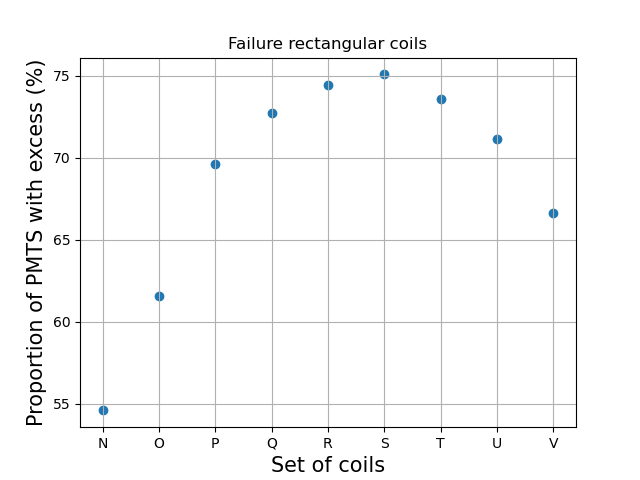 Failure rectangular coils
Proportion of PMTS with excess (%)
75
70
65
60
55
N O P Q R S T U V
Set of coils